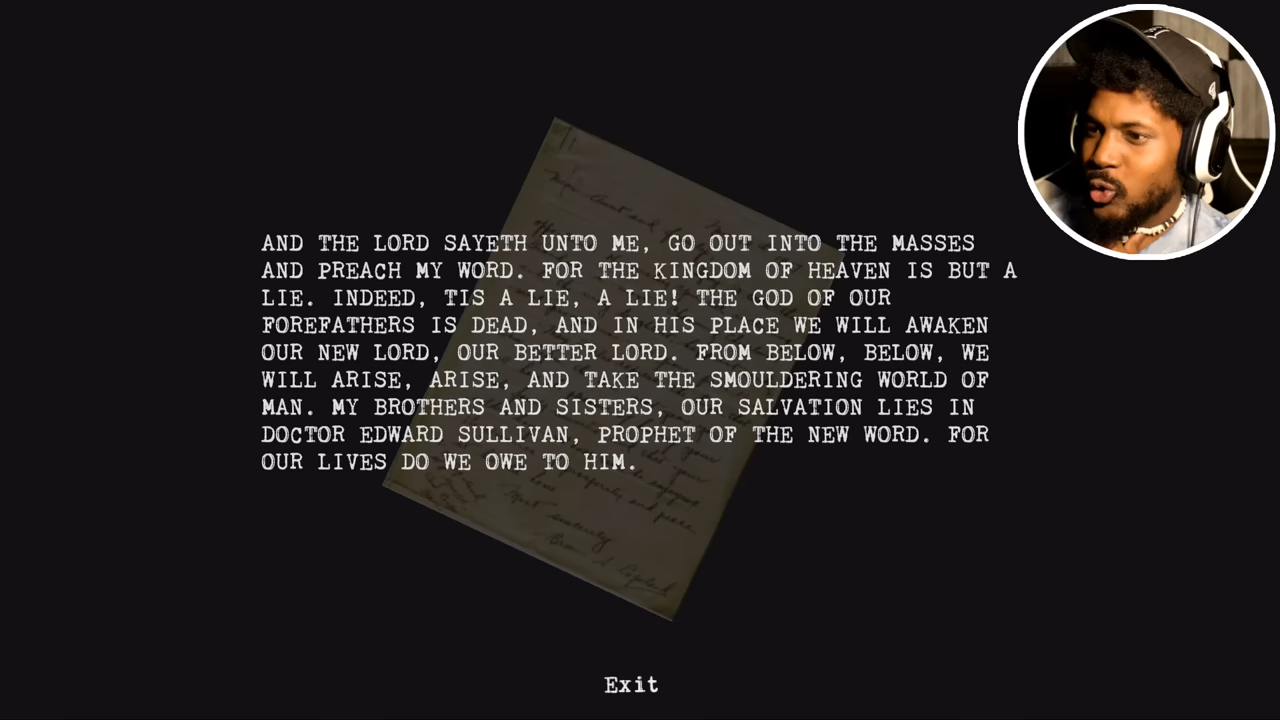 AND THE LORD SAYETH UNTO ME, GO OUT INTO THE MASSES
AND PREACH MY WORD. FOR THE KINGDOM OF HEAVEN IS BUT A
LIE. INDEED, TIS A LIE, A LIE! THE GOD OF OUR
FOREFATHERS IS DEAD, AND IN HIS PLACE WE WILL AWAKEN
OUR NEW LORD, OUR BETTER LORD. FROM BELOW, BELOW, WE
WILL ARISE, ARISE, AND TAKE THE SMOULDERING WORLD OF
MAN. MY BROTHERS AND SISTERS, OUR SALVATION LIES IN
DOCTOR EDWARD SULLIVAN, PROPHET OF THE NEW WORD. FOR
OUR LIVES DO WE OWE TO HIM.
Exit